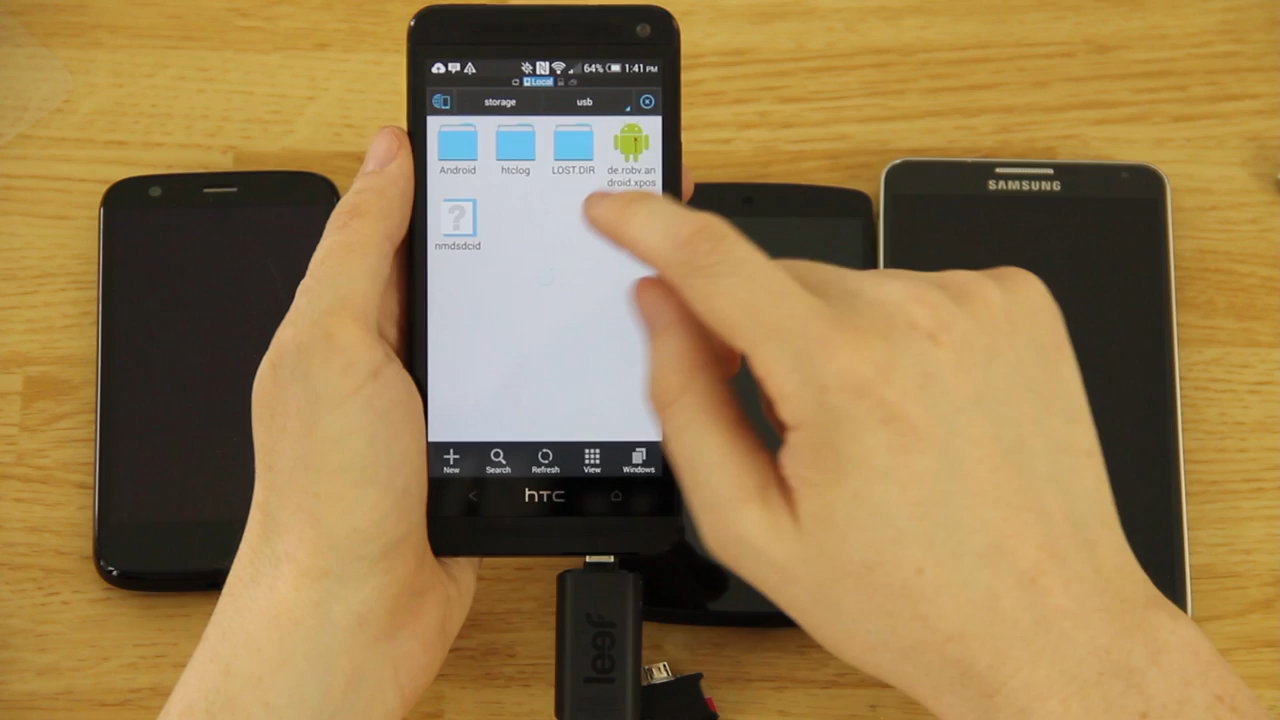 64% 1:41 PM
Local
storage usb
Android htclog LOST.DIR de.robv.an
droid.xpos
?
nmdsdcid
New Search Refresh View Windows
htc
SAMSUNG
leef